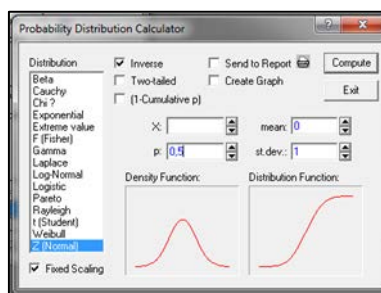 Probability Distribution Calculator
Distribution
Beta
Cauchy
Chi ?
Exponential
Extreme value
F (Fisher)
Gamma
Laplace
Log-Normal
Logistic
Pareto
Rayleigh
t (Student)
Weibull
Z (Normal)
Fixed Scaling
Inverse
Two-tailed
(1-Cumulative p)
Send to Report
Create Graph
Compute
Exit
X:
p: 0,5
mean: 0
st.dev.: 1
Density Function:
Distribution Function: